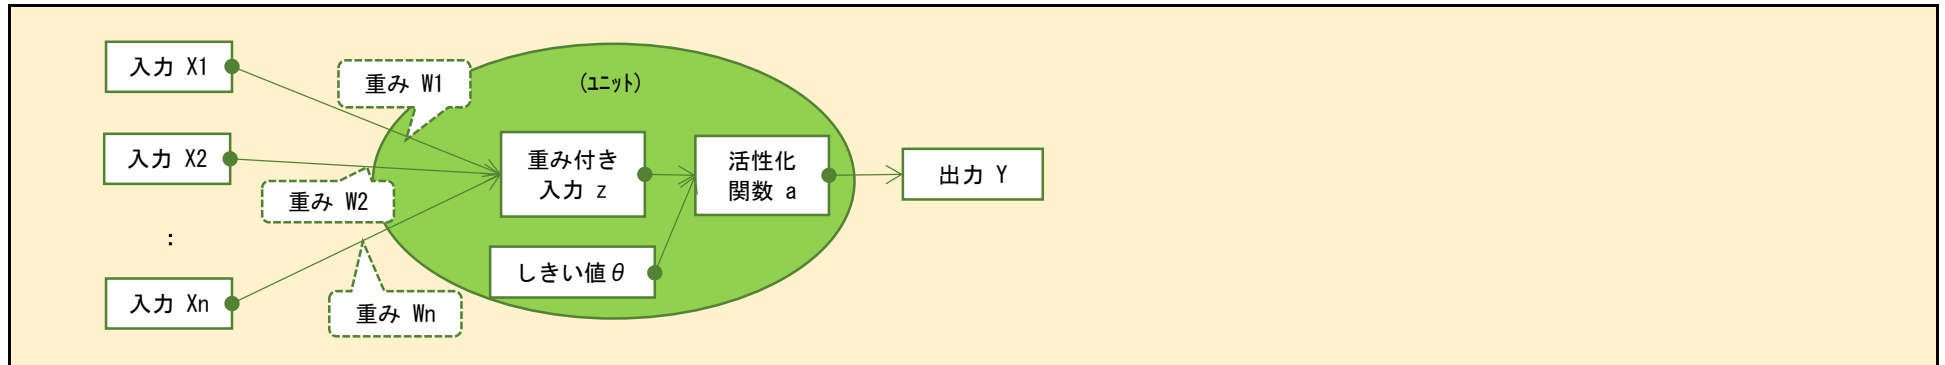 入力 X1
重み W1
(ﾕﾆｯﾄ)
入力 X2
重み付き
入力 z
活性化
関数 a
出力 Y
重み W2
:
しきい値θ
入力 Xn
重み Wn